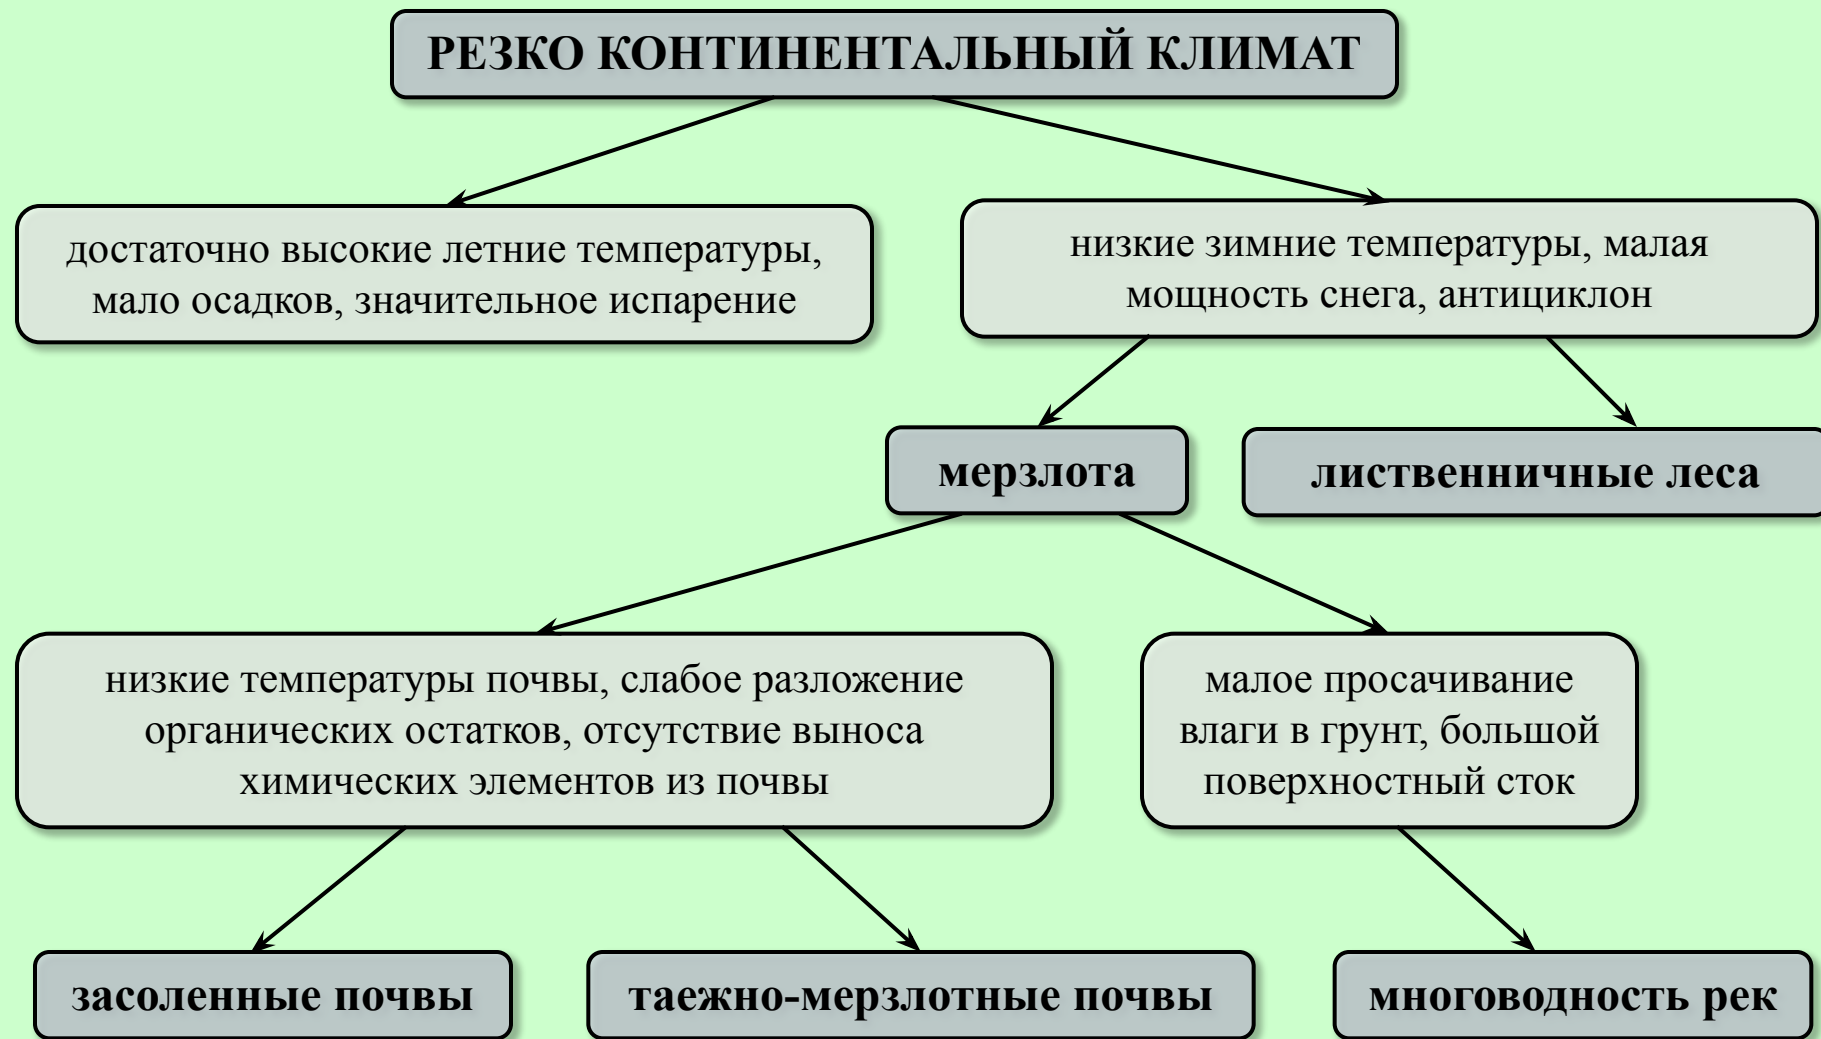 РЕЗКО КОНТИНЕНТАЛЬНЫЙ КЛИМАТ
достаточно высокие летние температуры,
мало осадков, значительное испарение
низкие зимние температуры, малая
мощность снега, антициклон
мерзлота
лиственничные леса
низкие температуры почвы, слабое разложение
органических остатков, отсутствие выноса
химических элементов из почвы
малое просачивание
влаги в грунт, большой
поверхностный сток
засоленные почвы
таежно-мерзлотные почвы
многоводность рек